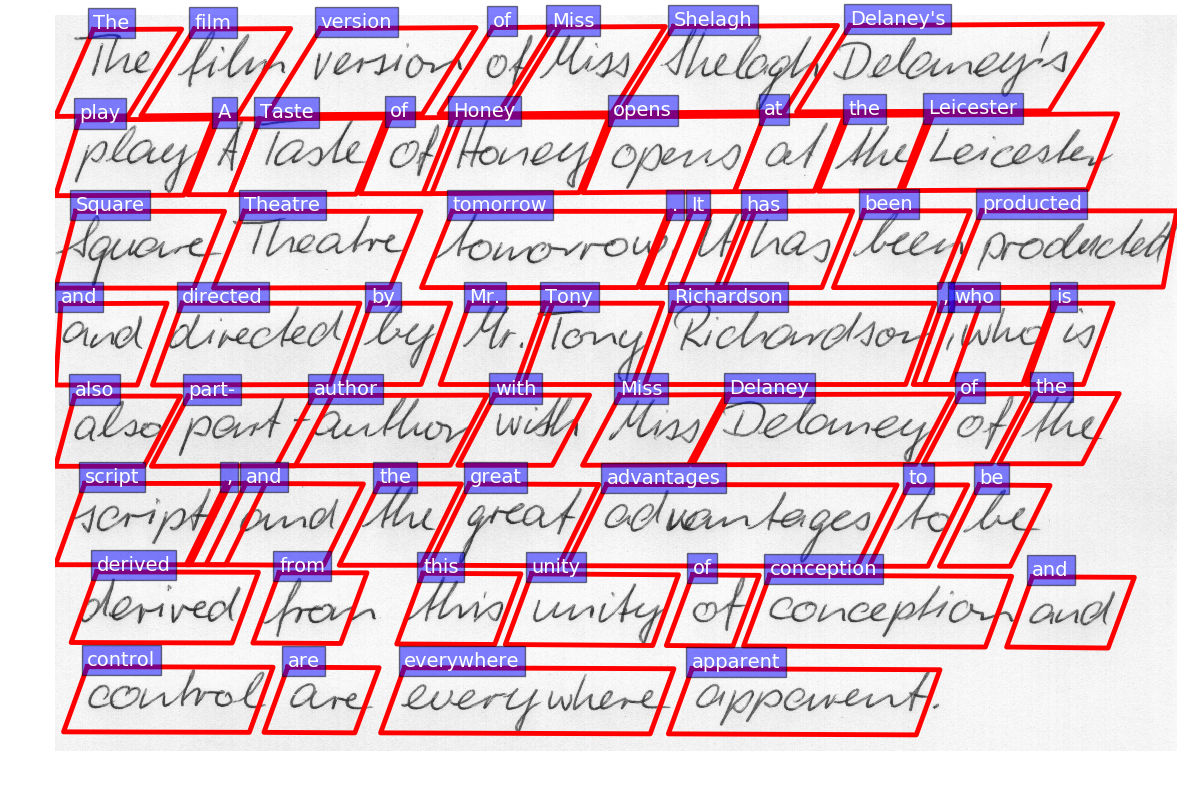 The film version of Miss Shelagh Delaney's
The film version of Miss Shelagh Delaney's
play A Taste of Honey opens at the Leicester
play A Taste of Honey opens at the Leicester
Square Theatre tomorrow . It has been producted
Square Theatre tomorrow. It has been producted
and directed by Mr. Tony Richardson , who is
and directed by Mr. Tony Richardson, who is
also part- author with Miss Delaney of the
also part-author with Miss Delaney of the
script , and the great advantages to be
script, and the great advantages to be
derived from this unity of conception and
derived from this unity of conception and
control are everywhere apparent
control are everywhere apparent.